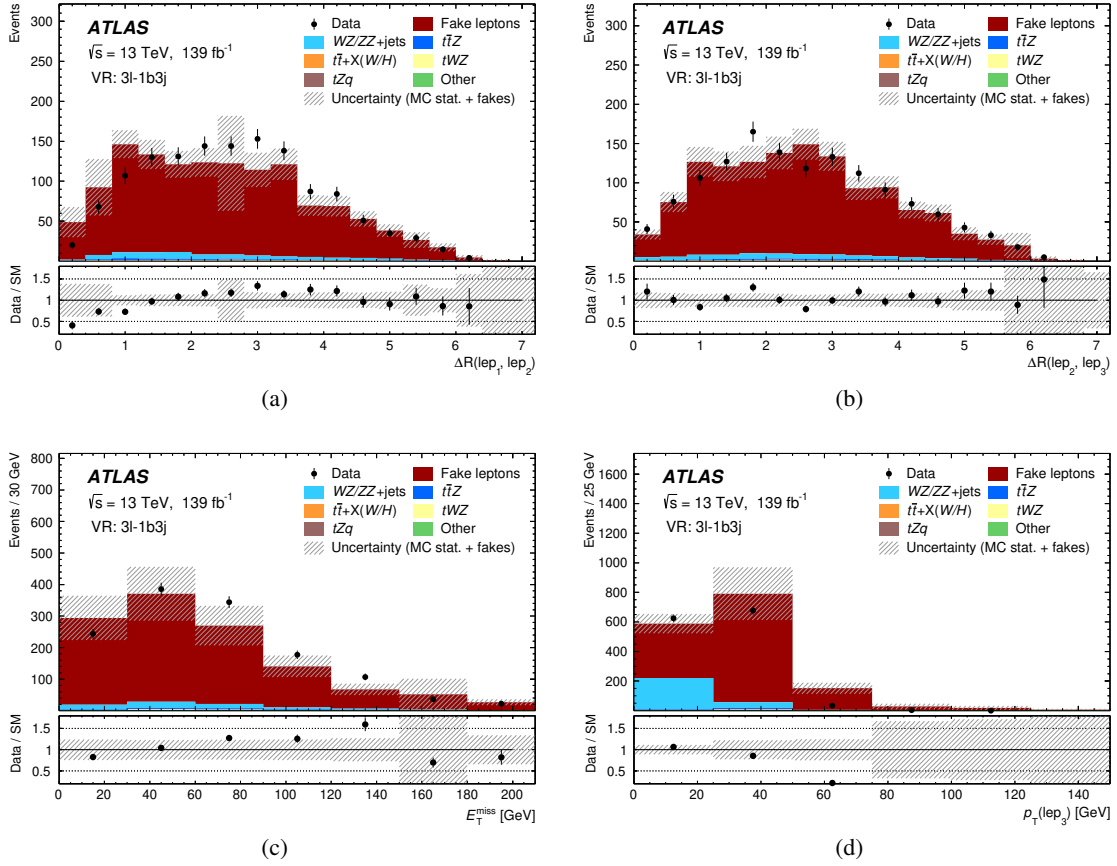 Events
300
250
200
150
100
50
ATLAS
√s = 13 TeV, 139 fb⁻¹
VR: 3l-1b3j
Data
Fake leptons
WZ/ZZ+jets
tt̄Z
tt̄+X(W/H)
tWZ
tZq
Other
Uncertainty (MC stat. + fakes)
Data / SM
1.5
1
0.5
0 1 2 3 4 5 6 7
ΔR(lep₁, lep₂)
(a)
Events
300
250
200
150
100
50
ATLAS
√s = 13 TeV, 139 fb⁻¹
VR: 3l-1b3j
Data
Fake leptons
WZ/ZZ+jets
tt̄Z
tt̄+X(W/H)
tWZ
tZq
Other
Uncertainty (MC stat. + fakes)
Data / SM
1.5
1
0.5
0 1 2 3 4 5 6 7
ΔR(lep₂, lep₃)
(b)
Events / 30 GeV
800
700
600
500
400
300
200
100
ATLAS
√s = 13 TeV, 139 fb⁻¹
VR: 3l-1b3j
Data
Fake leptons
WZ/ZZ+jets
tt̄Z
tt̄+X(W/H)
tWZ
tZq
Other
Uncertainty (MC stat. + fakes)
Data / SM
1.5
1
0.5
0 20 40 60 80 100 120 140 160 180 200
E_T^miss [GeV]
(c)
Events / 25 GeV
1600
1400
1200
1000
800
600
400
200
ATLAS
√s = 13 TeV, 139 fb⁻¹
VR: 3l-1b3j
Data
Fake leptons
WZ/ZZ+jets
tt̄Z
tt̄+X(W/H)
tWZ
tZq
Other
Uncertainty (MC stat. + fakes)
Data / SM
1.5
1
0.5
0 20 40 60 80 100 120 140
p_T(lep₃) [GeV]
(d)